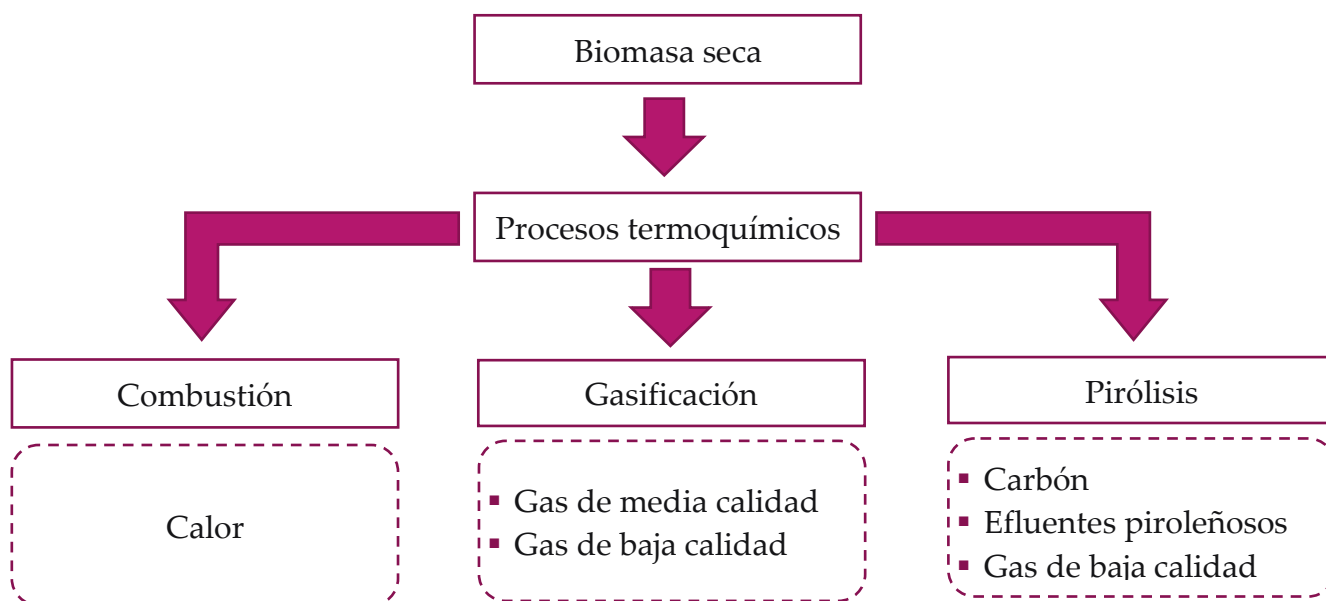 Biomasa seca
Procesos termoquímicos
Combustión
Gasificación
Pirólisis
Calor
▪ Gas de media calidad
▪ Gas de baja calidad
▪ Carbón
▪ Efluentes piroleñosos
▪ Gas de baja calidad